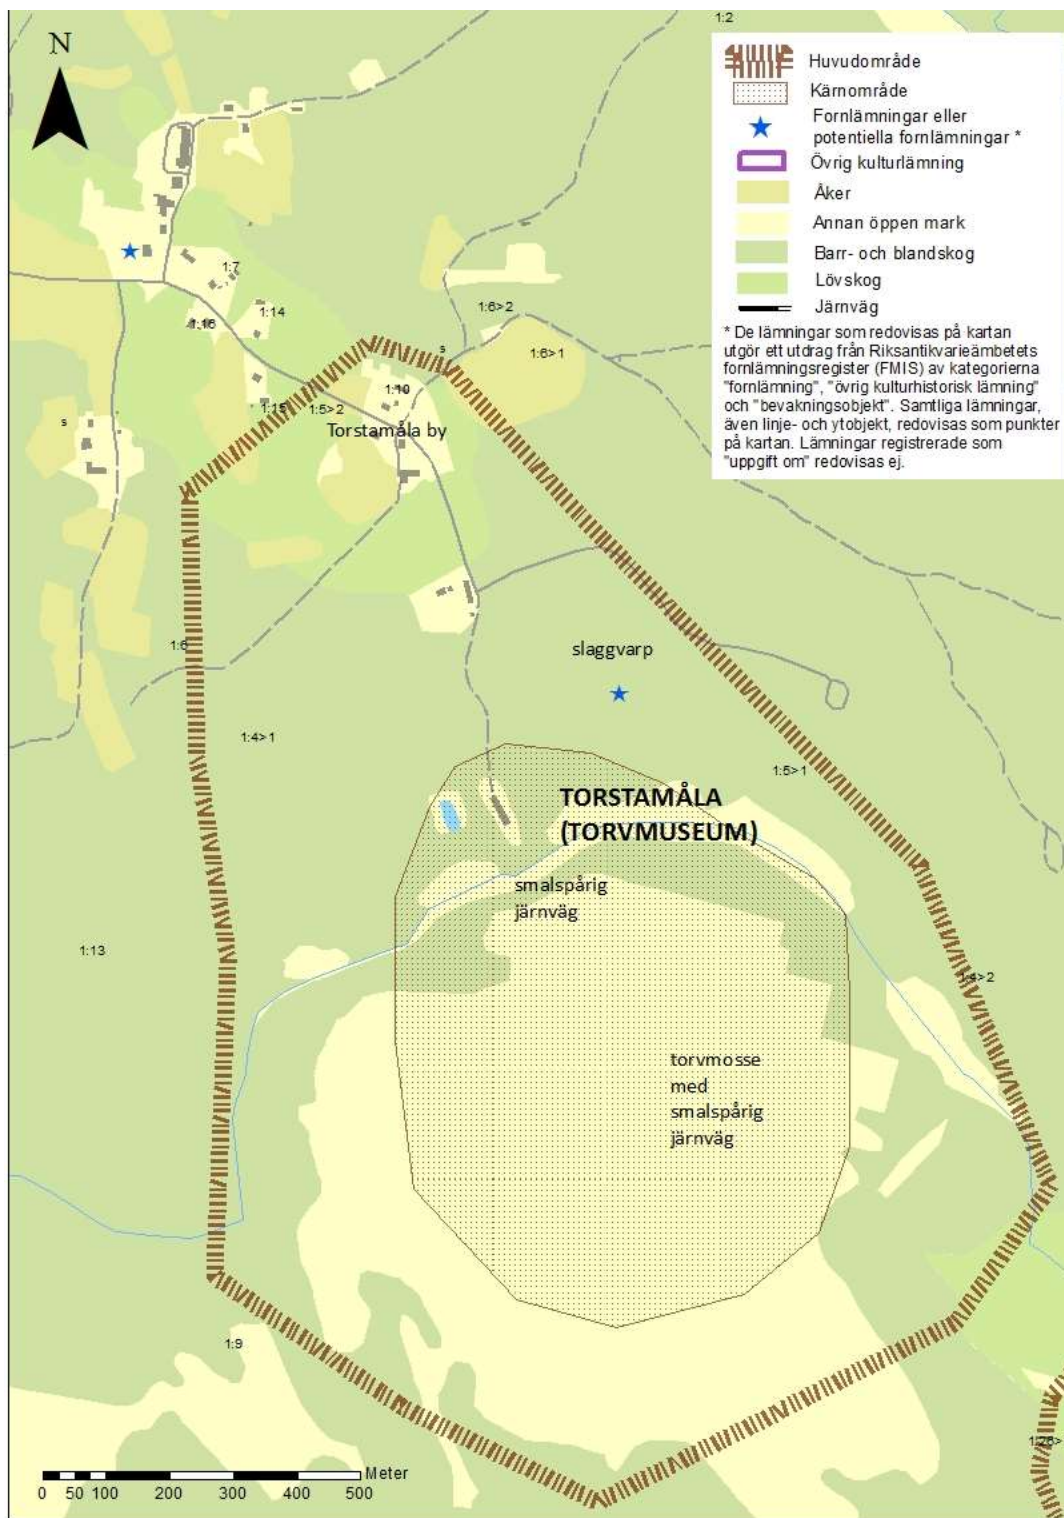 N
1:2
Huvudområde
Kärnområde
Fornlämningar eller
potentiella fornlämningar *
Övrig kulturlämning
Åker
Annan öppen mark
Barr- och blandskog
Lövskog
Järnväg
* De lämningar som redovisas på kartan
utgör ett utdrag från Riksantikvarieämbetets
fornlämningsregister (FMIS) av kategorierna
"fornlämning", "övrig kulturhistorisk lämning"
och "bevakningsobjekt". Samtliga lämningar,
även linje- och ytobjekt, redovisas som punkter
på kartan. Lämningar registrerade som
"uppgift om" redovisas ej.
1:7
1:6>2
1:14
1:16
s
1:6>1
1:10
1:15
1:5>2
s
Torstamåla by
1:6
slaggvarp
1:4>1
1:5>1
TORSTAMÅLA
(TORVMUSEUM)
smalspårig
järnväg
1:13
1:4>2
torvmosse
med
smalspårig
järnväg
1:9
1:26>
Meter
0 50 100 200 300 400 500